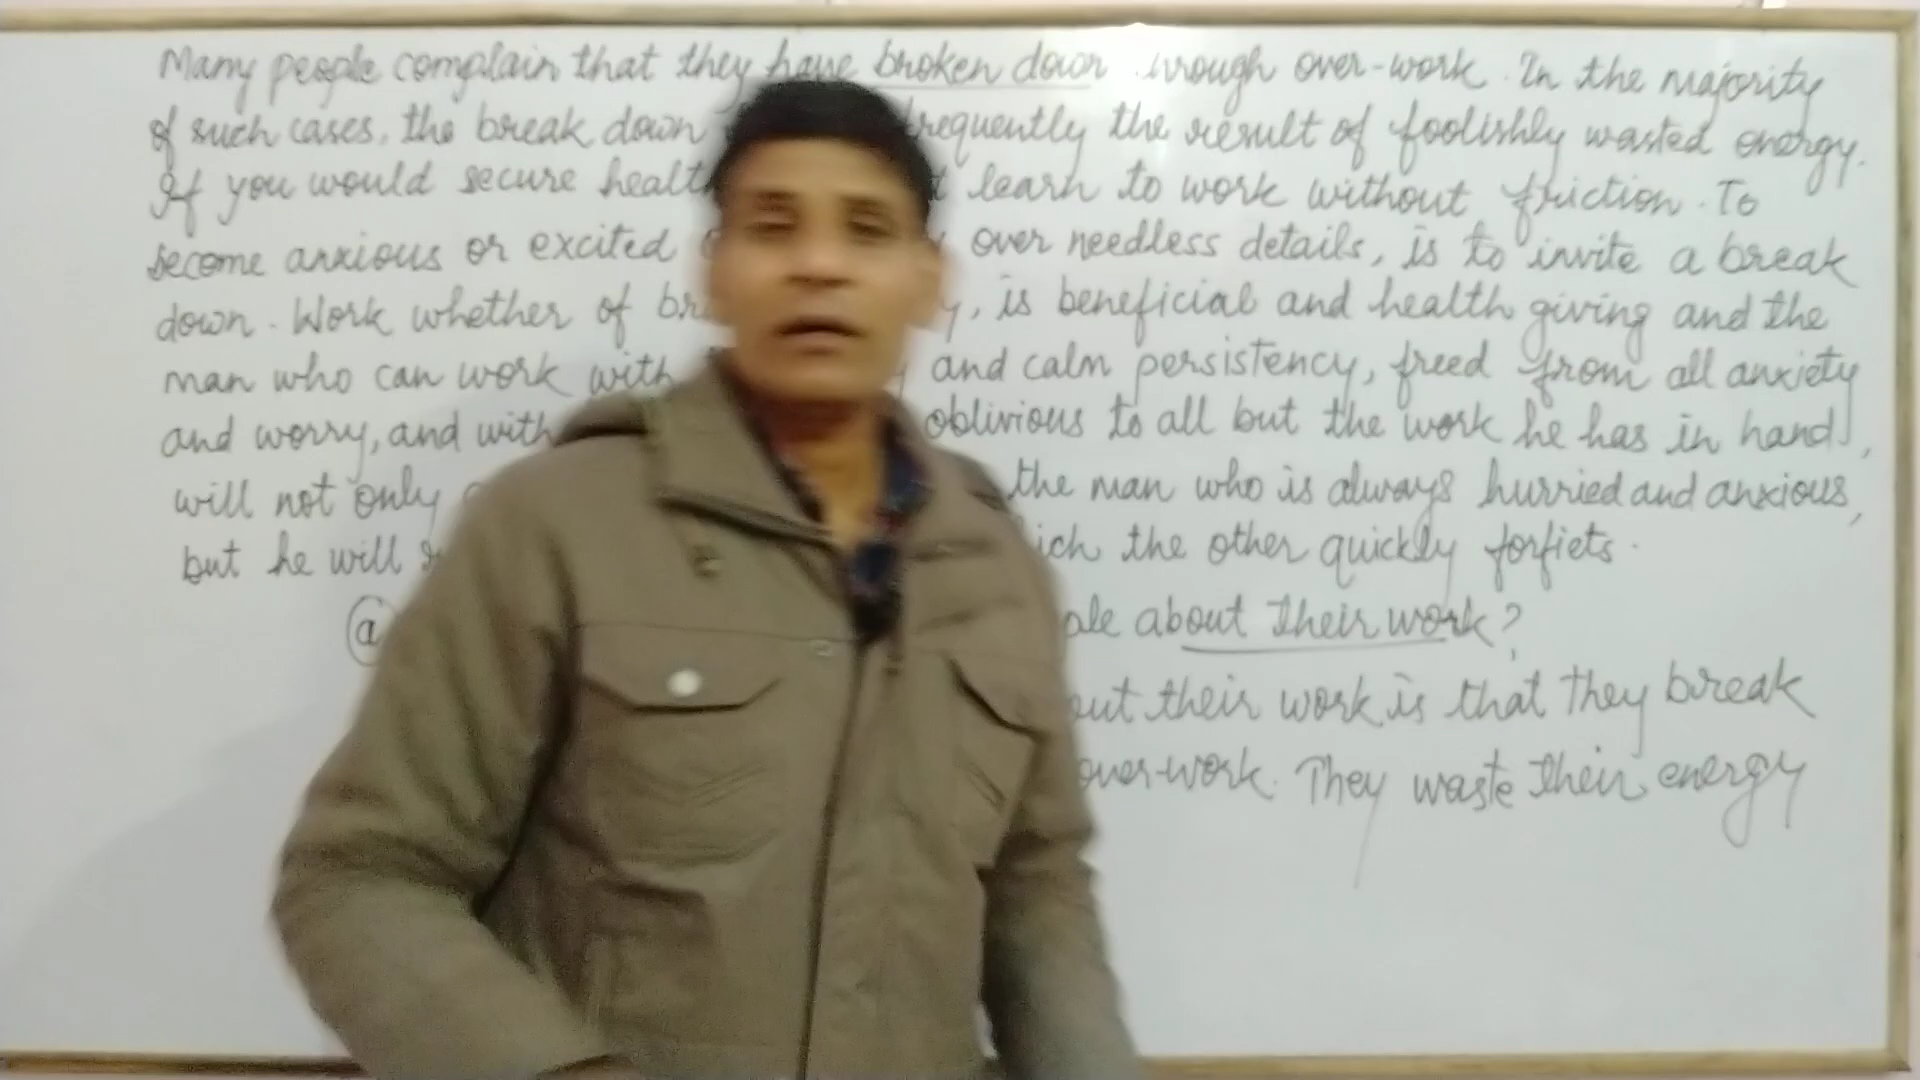 Many people complain that they have broken down through over-work. In the majority
of such cases, the break down frequently the result of foolishly wasted energy.
If you would secure learn to work without friction. To
become anxious or excited over needless details, is to invite a break
down. Work whether of is beneficial and health giving and the
man who can work with and calm persistency, freed from all anxiety
and worry, and with oblivious to all but the work he has in hand,
will not only the man who is always hurried and anxious,
but he will the other quickly forfiets.
(a) about their work?
their work is that they break
over-work. They waste their energy